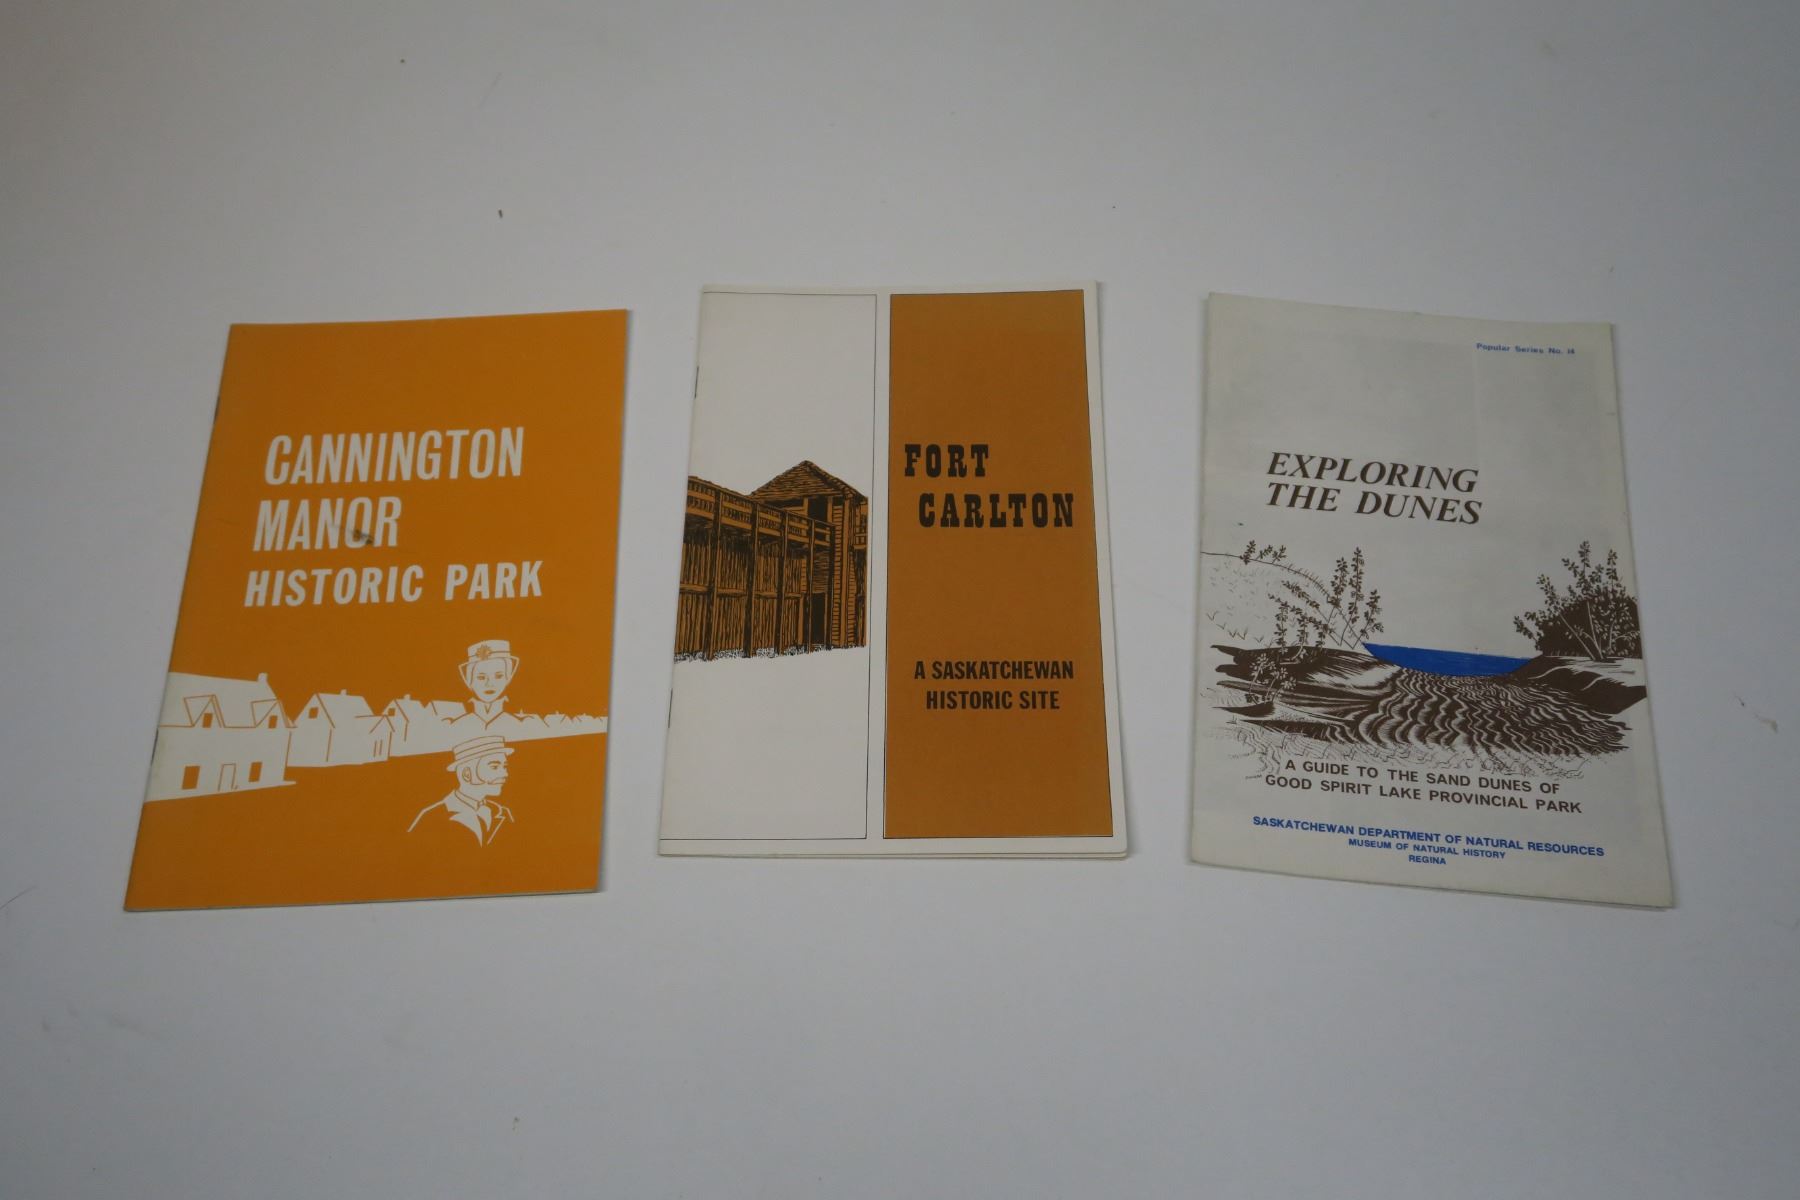 CANNINGTON
MANOR
HISTORIC PARK
FORT
CARLTON
A SASKATCHEWAN
HISTORIC SITE
Popular Series No. 14
EXPLORING
THE DUNES
A GUIDE TO THE SAND DUNES OF
GOOD SPIRIT LAKE PROVINCIAL PARK
SASKATCHEWAN DEPARTMENT OF NATURAL RESOURCES
MUSEUM OF NATURAL HISTORY
REGINA